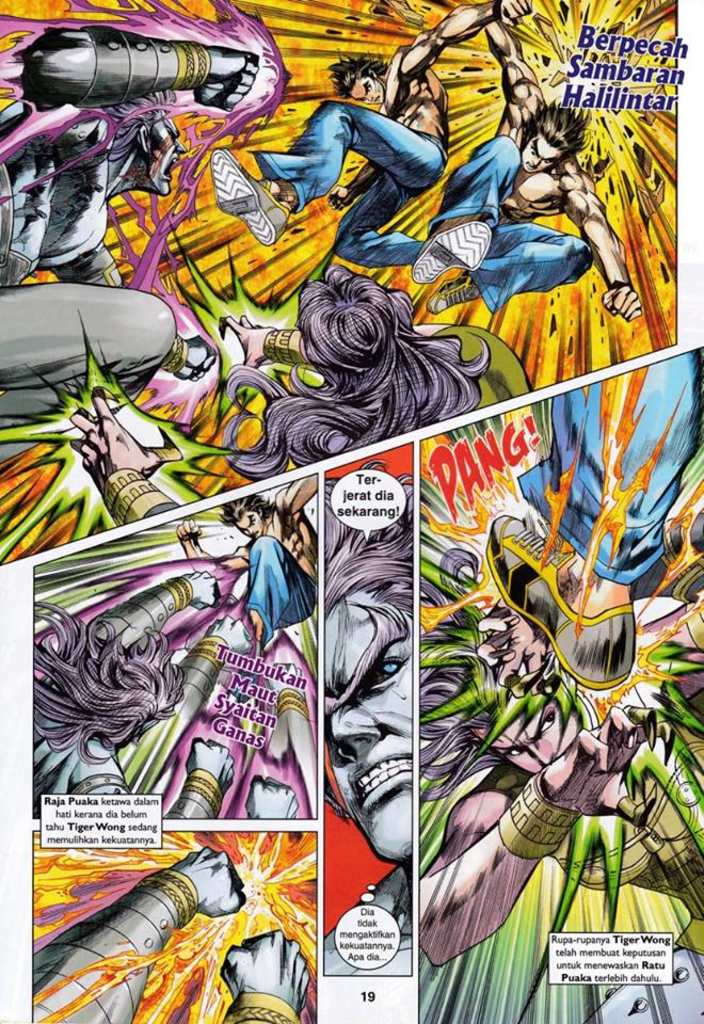 Berpecah
Sambaran
Halilintar
Tumbukan
Maut
Syaitan
Ganas
Raja Puaka ketawa dalam
hati kerana dia belum
tahu Tiger Wong sedang
memulihkan kekuatannya.
Ter-
jerat dia
sekarang!
Dia
tidak
mengaktifkan
kekuatannya.
Apa dia...
PANG!
Rupa-rupanya Tiger Wong
telah membuat keputusan
untuk menewaskan Ratu
Puaka terlebih dahulu.
19